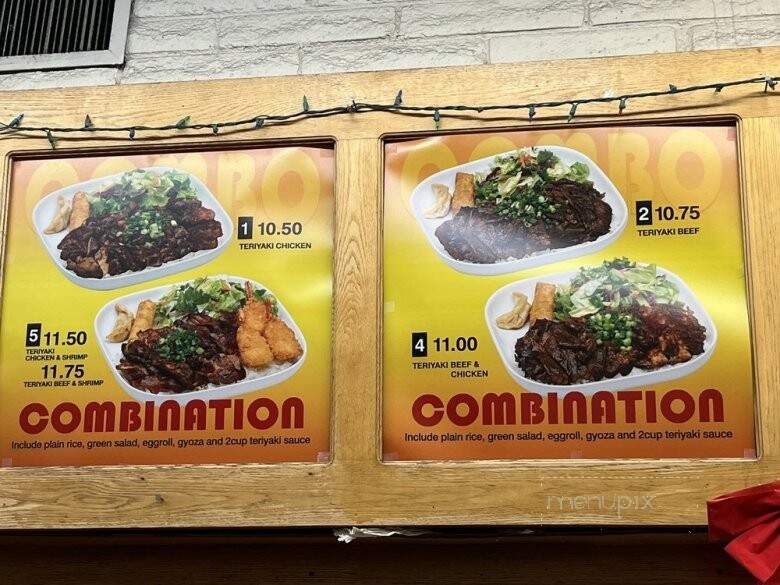 COMBO
1 10.50
TERIYAKI CHICKEN
5 11.50
TERIYAKI
CHICKEN & SHRIMP
11.75
TERIYAKI BEEF & SHRIMP
COMBINATION
Include plain rice, green salad, eggroll, gyoza and 2cup teriyaki sauce
COMBO
2 10.75
TERIYAKI BEEF
4 11.00
TERIYAKI BEEF &
CHICKEN
COMBINATION
Include plain rice, green salad, eggroll, gyoza and 2cup teriyaki sauce
menupix